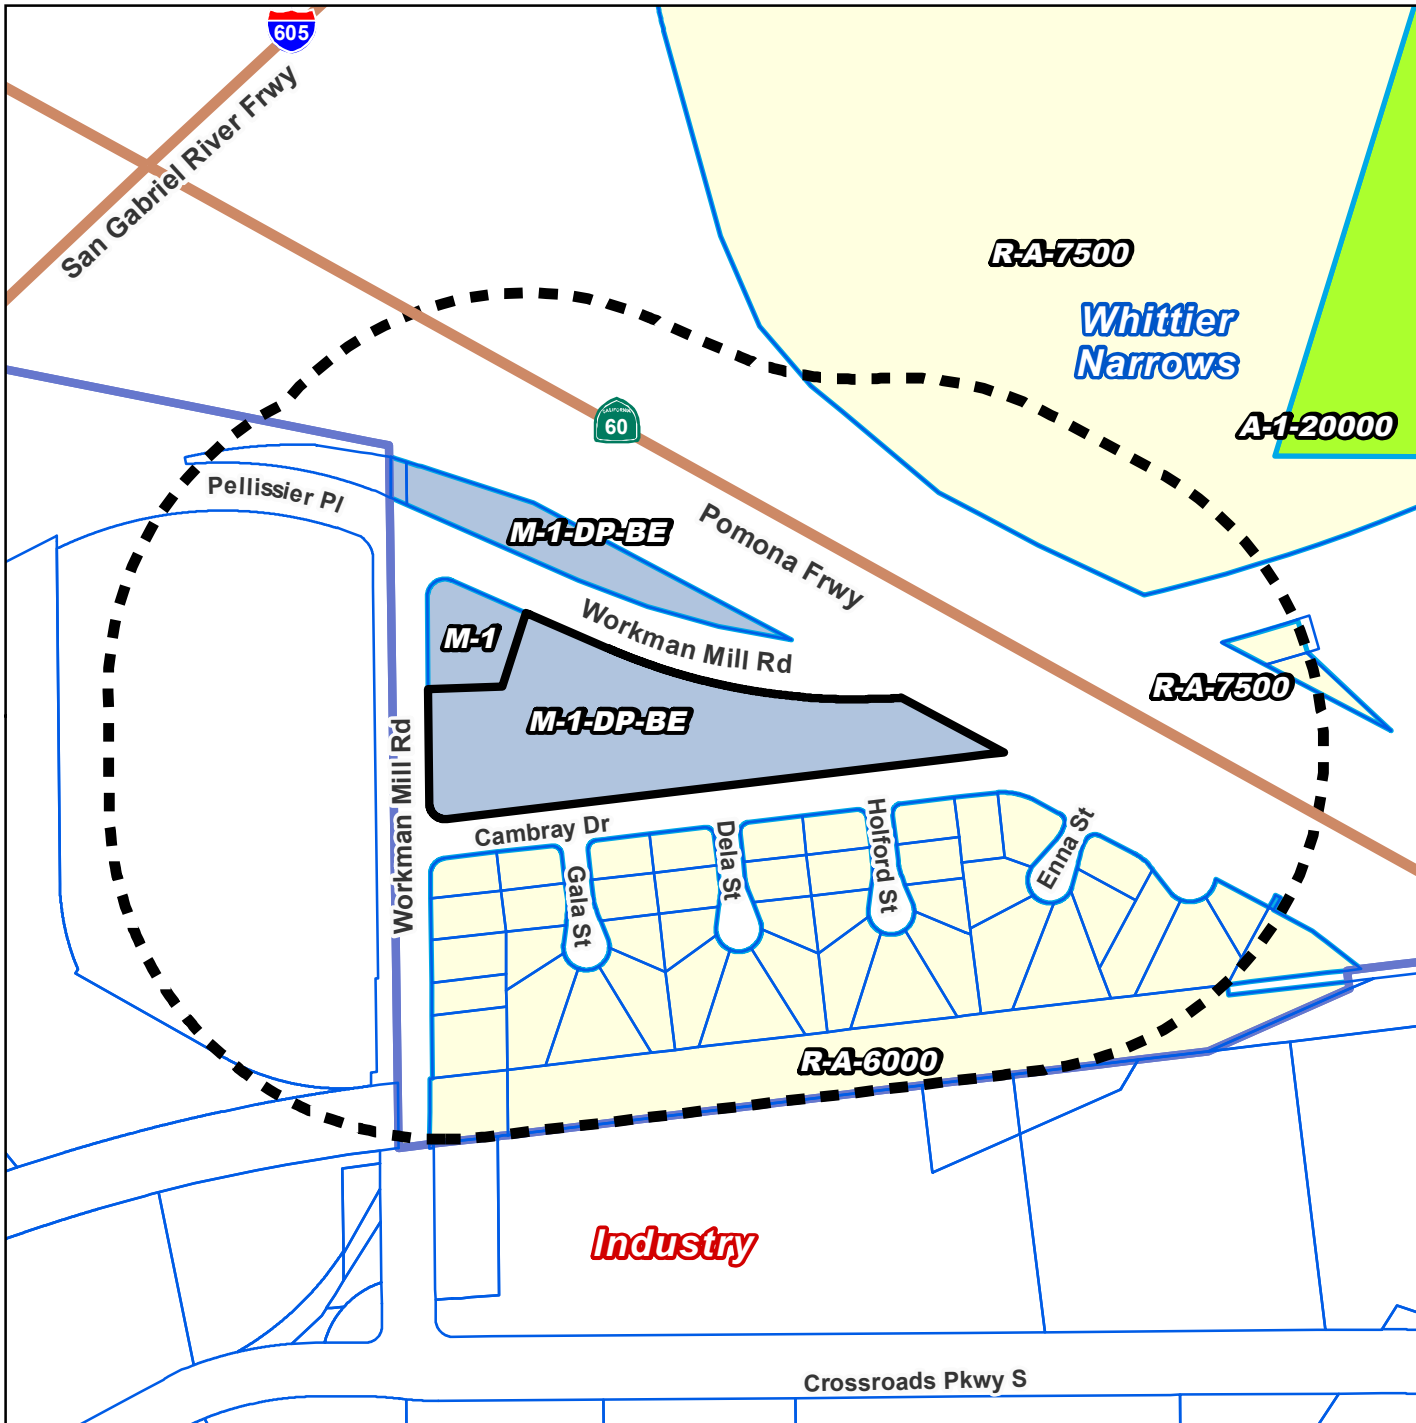 605
San Gabriel River Frwy
R-A-7500
Whittier
Narrows
A-1-20000
CALIFORNIA
60
Pellissier Pl
M-1-DP-BE
Pomona Frwy
Workman Mill Rd
M-1
R-A-7500
M-1-DP-BE
Workman Mill Rd
Cambray Dr
Gala St
Dela St
Holford St
Enna St
R-A-6000
Industry
Crossroads Pkwy S